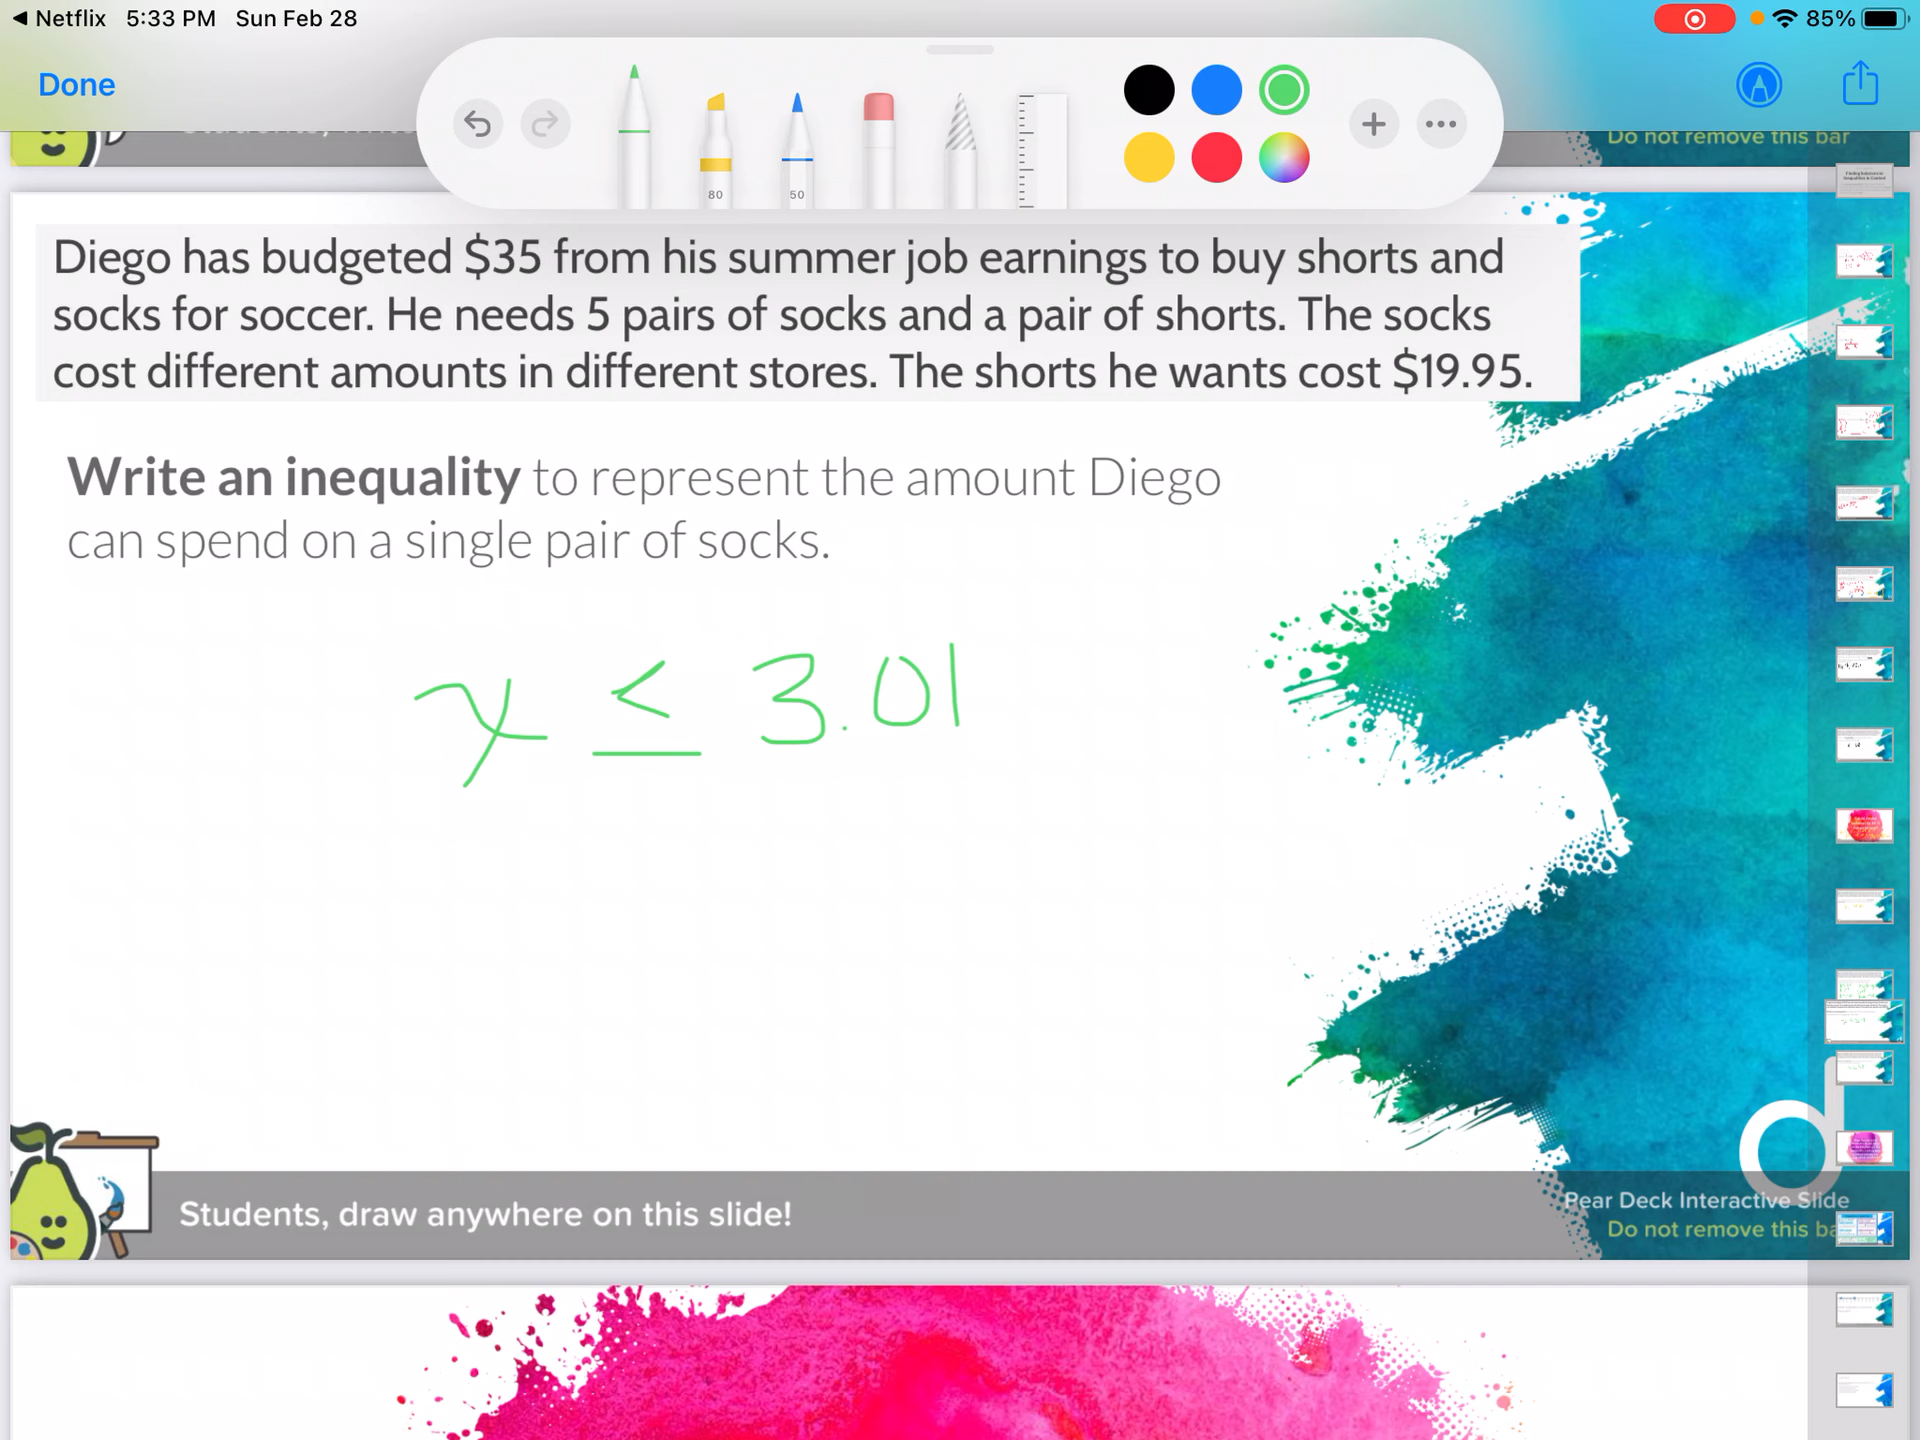 ◀ Netflix 5:33 PM Sun Feb 28 85%
Done
80 50
Do not remove this bar
Diego has budgeted $35 from his summer job earnings to buy shorts and
socks for soccer. He needs 5 pairs of socks and a pair of shorts. The socks
cost different amounts in different stores. The shorts he wants cost $19.95.
Write an inequality to represent the amount Diego
can spend on a single pair of socks.
x ≤ 3.01
d
Students, draw anywhere on this slide!
Pear Deck Interactive Slide
Do not remove this ba